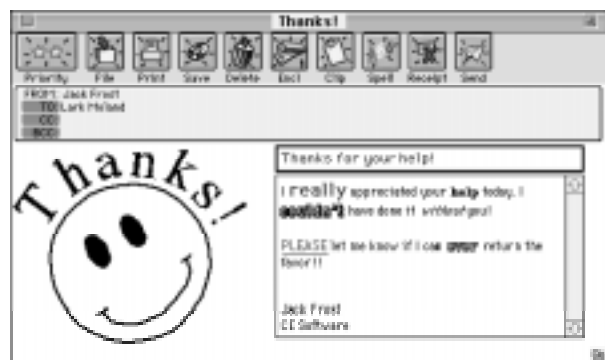 Thanks!
Priority File Print Save Delete Encl Clip Spell Receipt Send
FROM: Jack Frost
TO: Lark
CC:
BCC:
Thanks!
Thanks for your help!
I really appreciated your help today. I
couldn't have done it without you!
PLEASE let me know if I can ever return the
favor!!
Jack Frost
CE Software